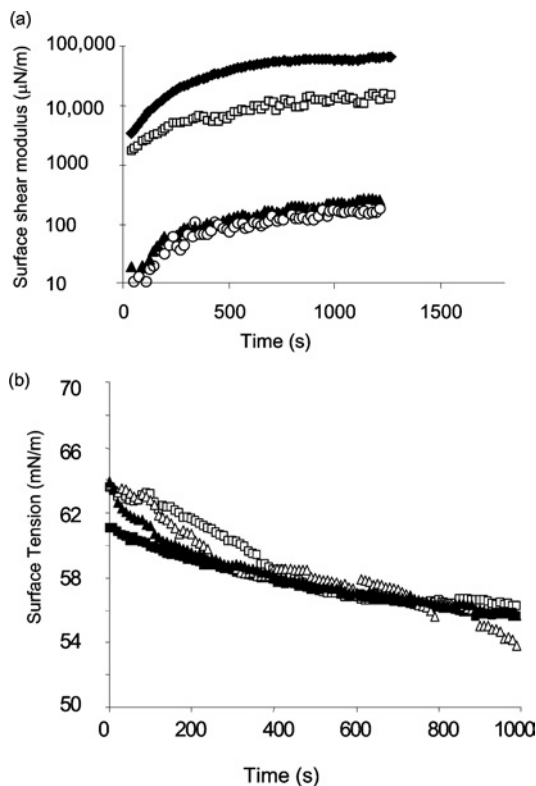 (a)
Surface shear modulus (µN/m)
100,000
10,000
1000
100
10
0 500 1000 1500
Time (s)
(b)
Surface Tension (mN/m)
70
66
62
58
54
50
0 200 400 600 800 1000
Time (s)